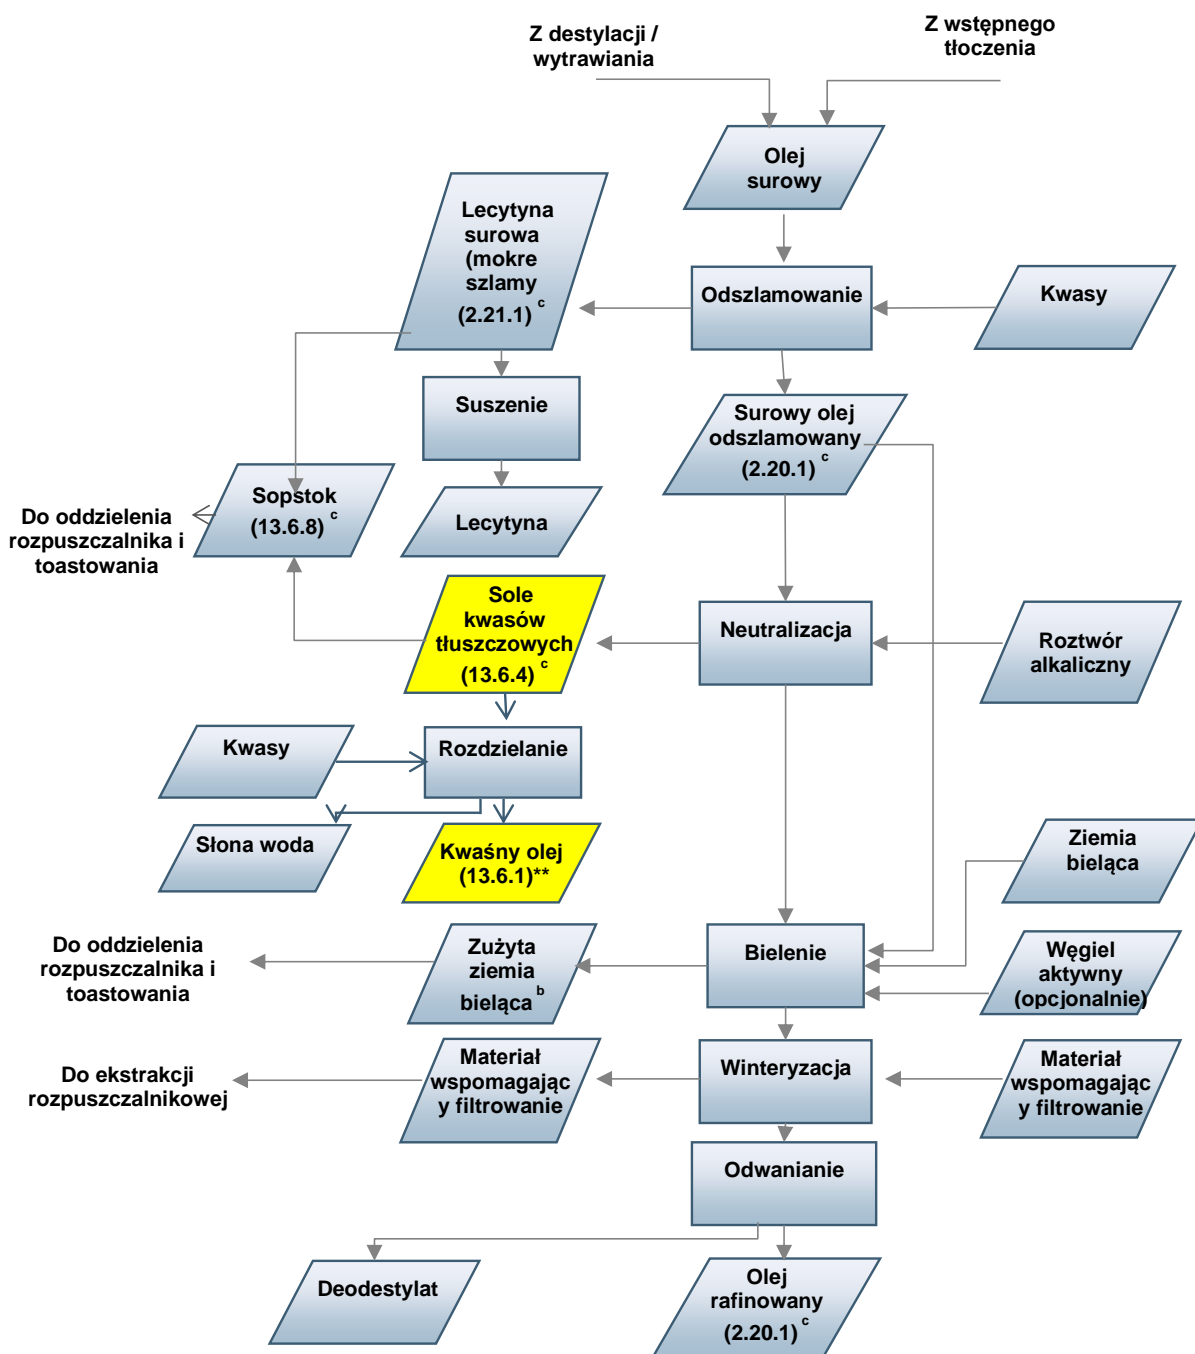 Z destylacji /
wytrawiania
Z wstępnego
tłoczenia
Olej
surowy
Lecytyna
surowa
(mokre
szlamy
(2.21.1) c
Odszlamowanie
Kwasy
Suszenie
Surowy olej
odszlamowany
(2.20.1) c
Sopstok
(13.6.8) c
Lecytyna
Do oddzielenia
rozpuszczalnika i
toastowania
Sole
kwasów
tłuszczowych
(13.6.4) c
Neutralizacja
Roztwór
alkaliczny
Kwasy
Rozdzielanie
Słona woda
Kwaśny olej
(13.6.1)**
Ziemia
bieląca
Do oddzielenia
rozpuszczalnika i
toastowania
Zużyta
ziemia
bieląca b
Bielenie
Węgiel
aktywny
(opcjonalnie)
Do ekstrakcji
rozpuszczalnikowej
Materiał
wspomagając
y filtrowanie
Winteryzacja
Materiał
wspomagając
y filtrowanie
Odwanianie
Deodestylat
Olej
rafinowany
(2.20.1) c